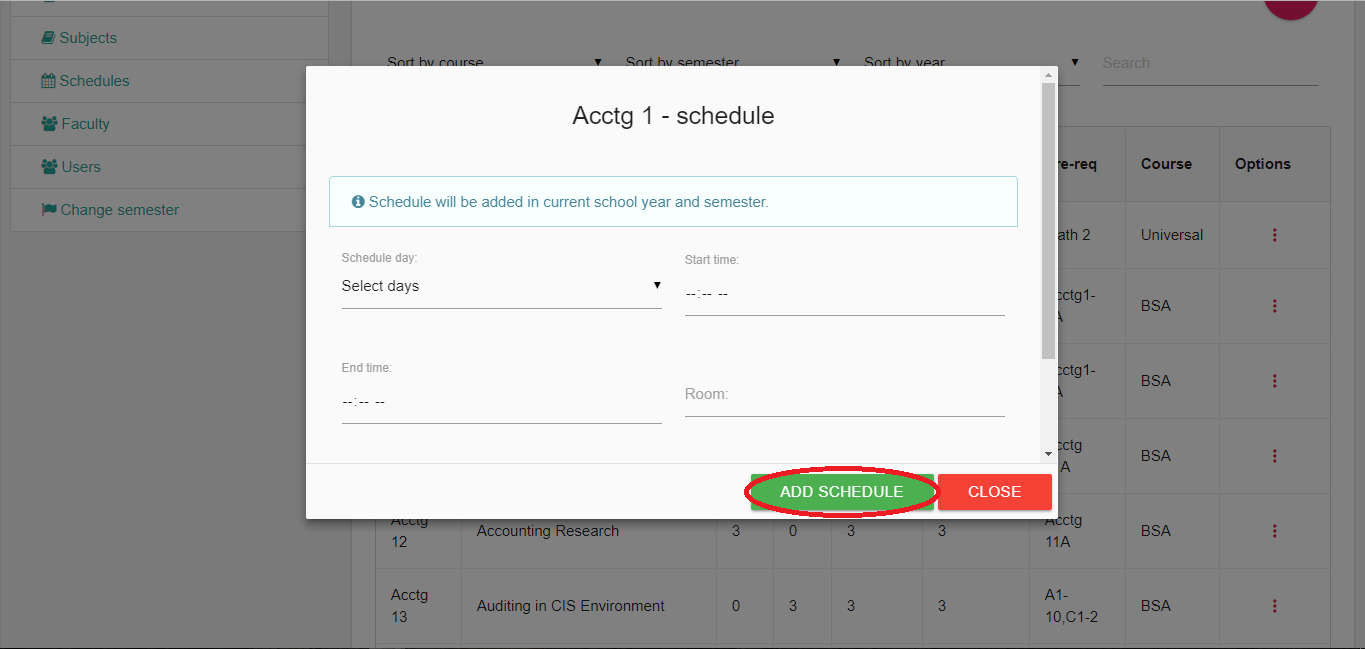 Subjects
Schedules
Faculty
Users
Change semester
Sort by course
Sort by semester
Sort by year
Search
Acctg 1 - schedule
Schedule will be added in current school year and semester.
Schedule day:
Select days
Start time:
--:-- --
End time:
--:-- --
Room:
ADD SCHEDULE
CLOSE
re-req
Course
Options
ath 2
Universal
cctg1-
A
BSA
cctg1-
A
BSA
cctg
A
BSA
Acctg
12
Accounting Research
3
0
3
3
Acctg
11A
BSA
Acctg
13
Auditing in CIS Environment
0
3
3
3
A1-
10,C1-2
BSA